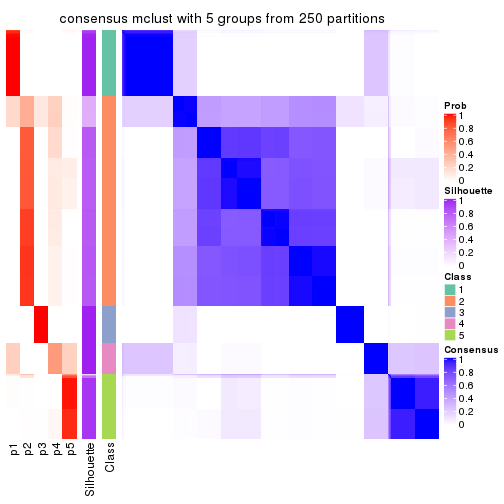 consensus mclust with 5 groups from 250 partitions
Prob
1
0.8
0.6
0.4
0.2
0
Silhouette
1
0.8
0.6
0.4
0.2
0
Class
1
2
3
4
5
Consensus
1
0.8
0.6
0.4
0.2
0
p1
p2
p3
p4
p5
Silhouette
Class